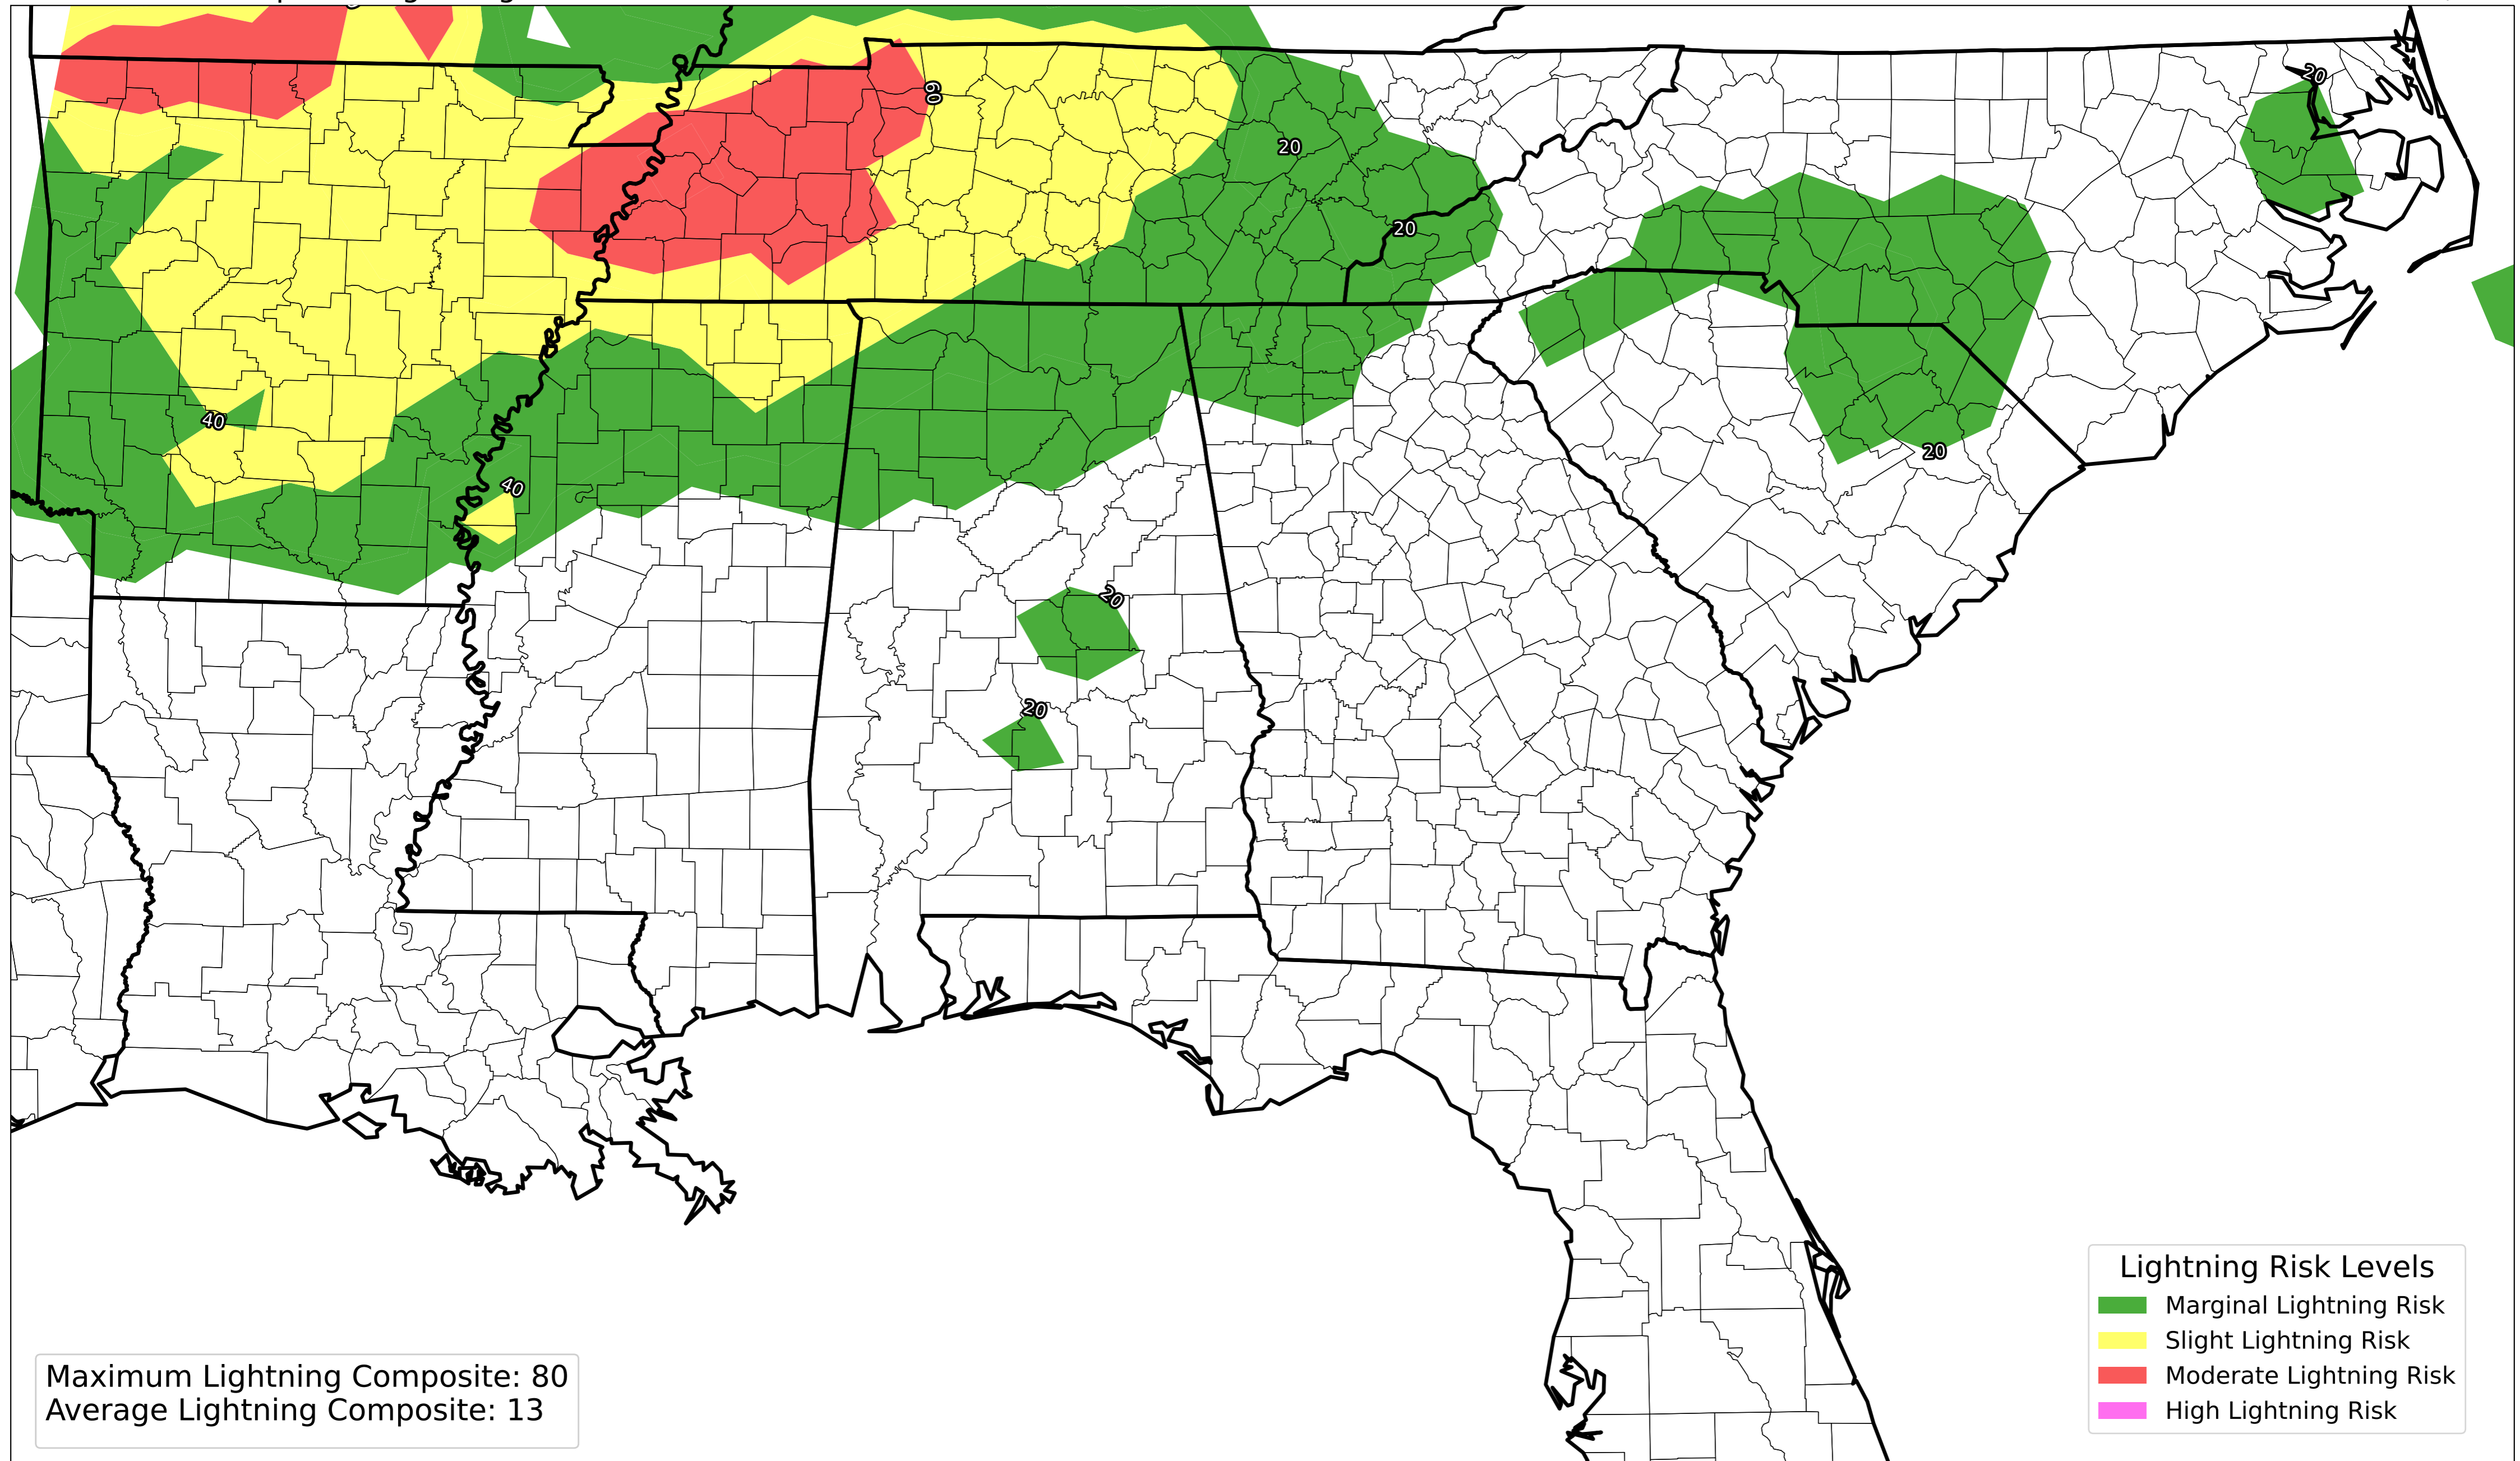 60
20
20
20
40
40
20
20
20
Lightning Risk Levels
Marginal Lightning Risk
Slight Lightning Risk
Moderate Lightning Risk
High Lightning Risk
Maximum Lightning Composite: 80
Average Lightning Composite: 13